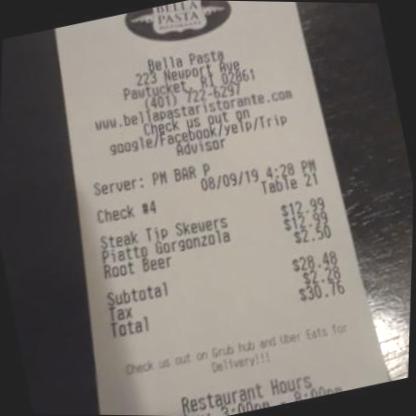 BELLA
PASTA
Bella Pasta
223 Newport Ave
Pawtucket, RI 02861
(401) 722-6297
www.bellapastaristorante.com
Check us out on
google/Facebook/yelp/Trip
Advisor
Server: PM BAR P
08/09/19 4:28 PM
Check #4 Table 21
Steak Tip Skewers $12.99
Piatto Gorgonzola $12.99
Root Beer $2.50
Subtotal $28.48
Tax $2.28
Total $30.76
Check us out on Grub hub and Uber Eats for
Delivery!!!
Restaurant Hours